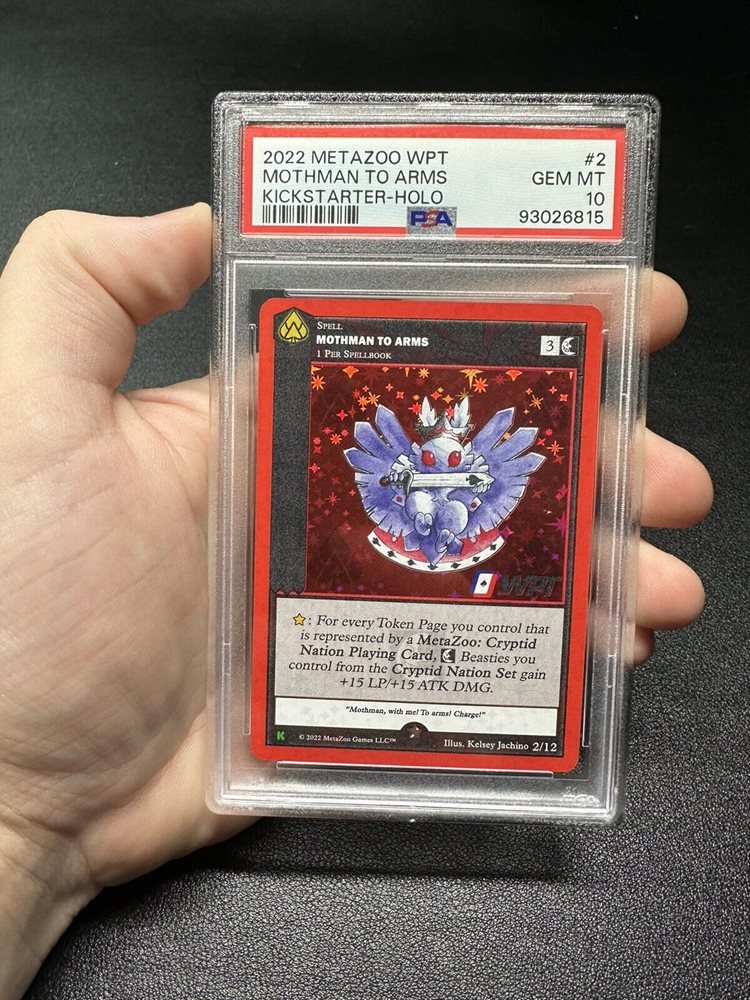 2022 METAZOO WPT #2
MOTHMAN TO ARMS GEM MT
KICKSTARTER-HOLO 10
PSA 93026815
SPELL
MOTHMAN TO ARMS
1 PER SPELLBOOK
3
WPT
: For every Token Page you control that
is represented by a MetaZoo: Cryptid
Nation Playing Card, Beasties you
control from the Cryptid Nation Set gain
+15 LP/+15 ATK DMG.
"Mothman, with me! To arms! Charge!"
K © 2022 MetaZoo Games LLC™ Illus. Kelsey Jachino 2/12